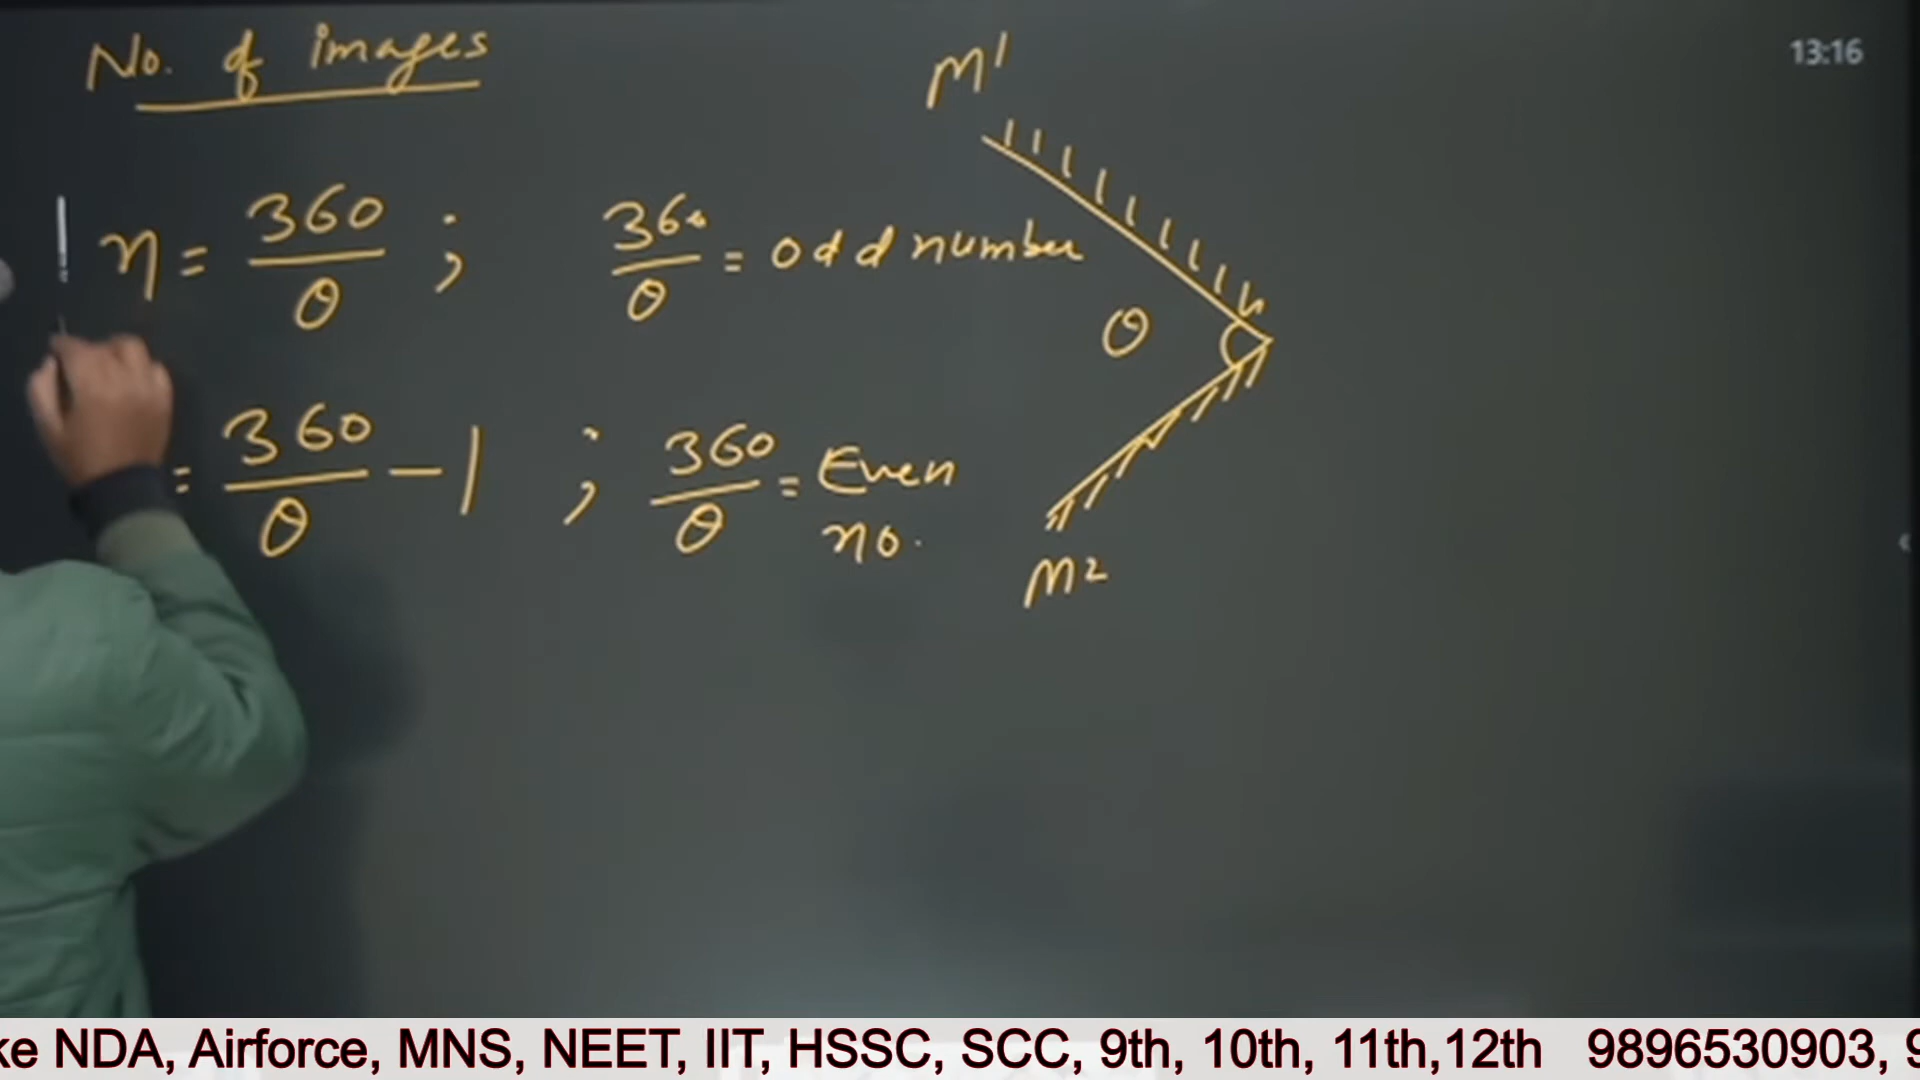 No. of images
M1
13:16
η = 360/θ ; 360/θ = odd number
θ
= 360/θ - 1 ; 360/θ = Even no.
M2
ke NDA, Airforce, MNS, NEET, IIT, HSSC, SCC, 9th, 10th, 11th,12th 9896530903, 9